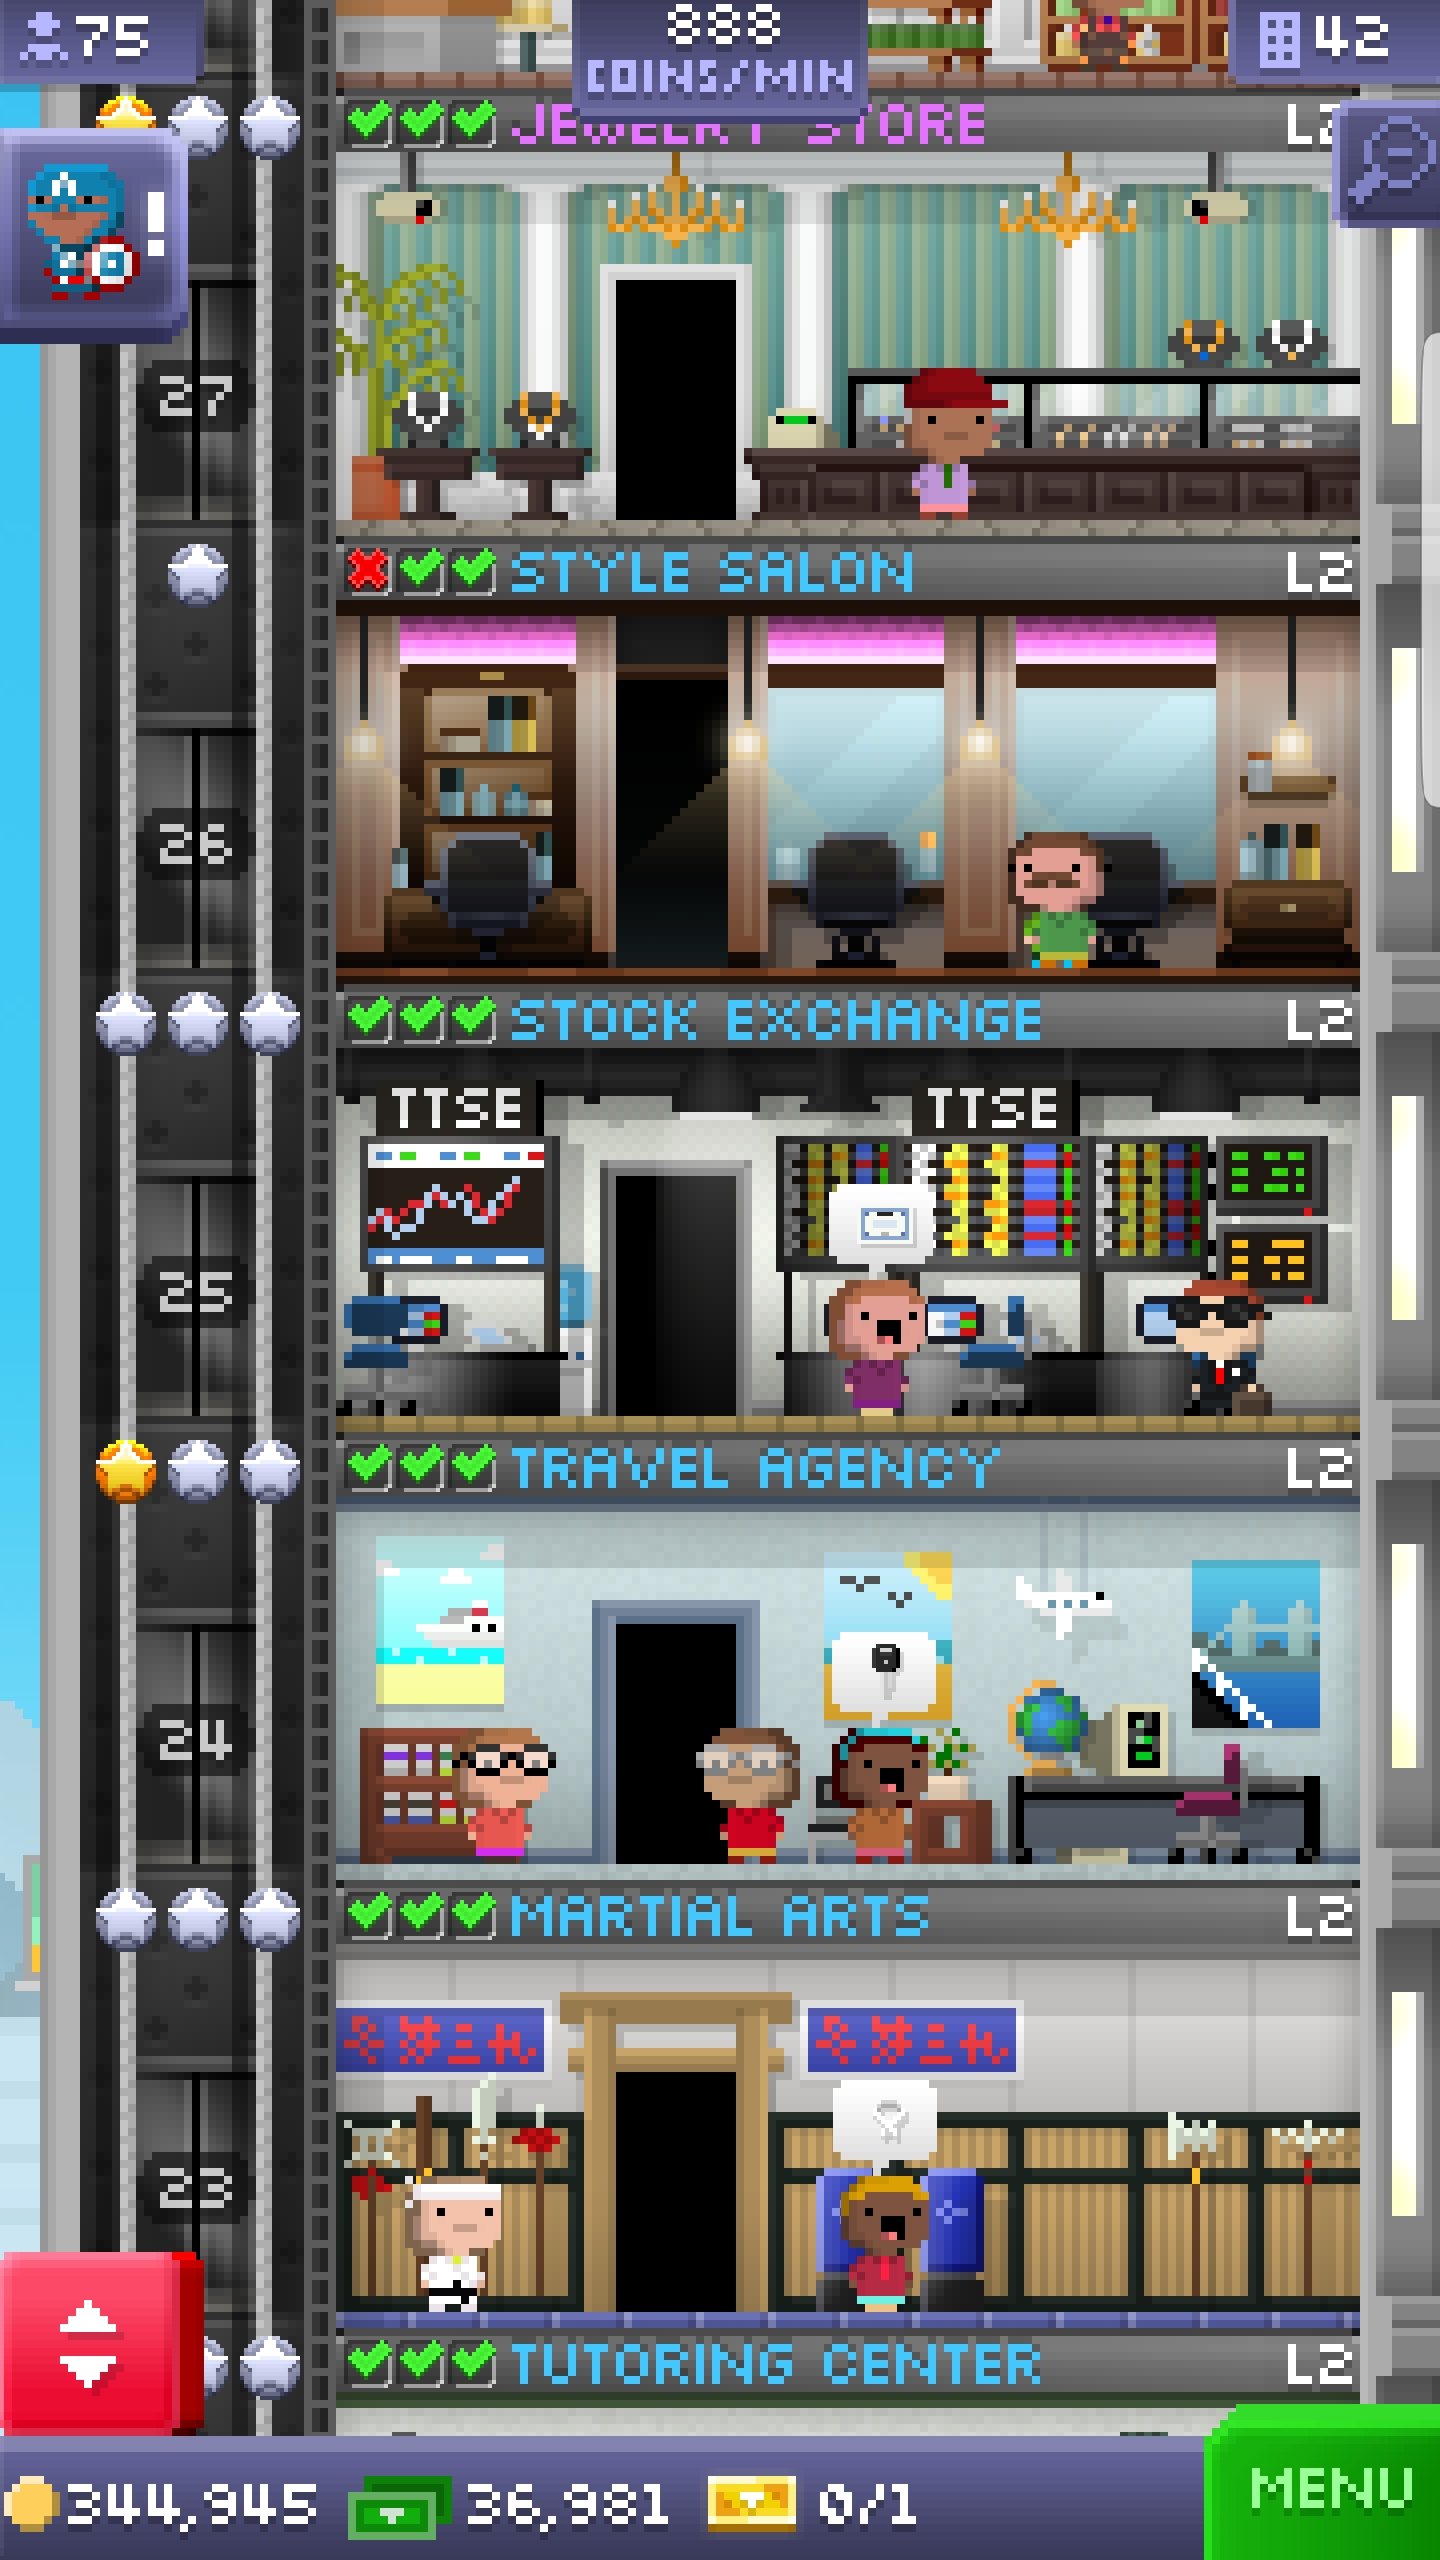 75
888
COINS/MIN
42
JEWELRY STORE
L2
27
STYLE SALON
L2
26
STOCK EXCHANGE
L2
TTSE
TTSE
25
TRAVEL AGENCY
L2
24
MARTIAL ARTS
L2
23
TUTORING CENTER
L2
344,945
36,981
0/1
MENU